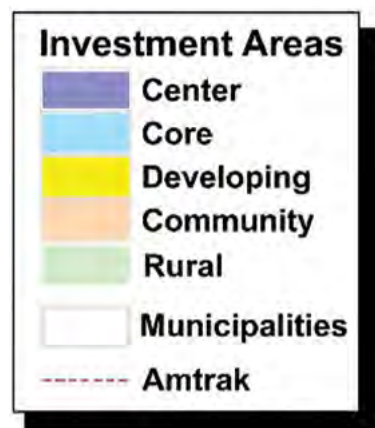 Investment Areas
Center
Core
Developing
Community
Rural
Municipalities
Amtrak